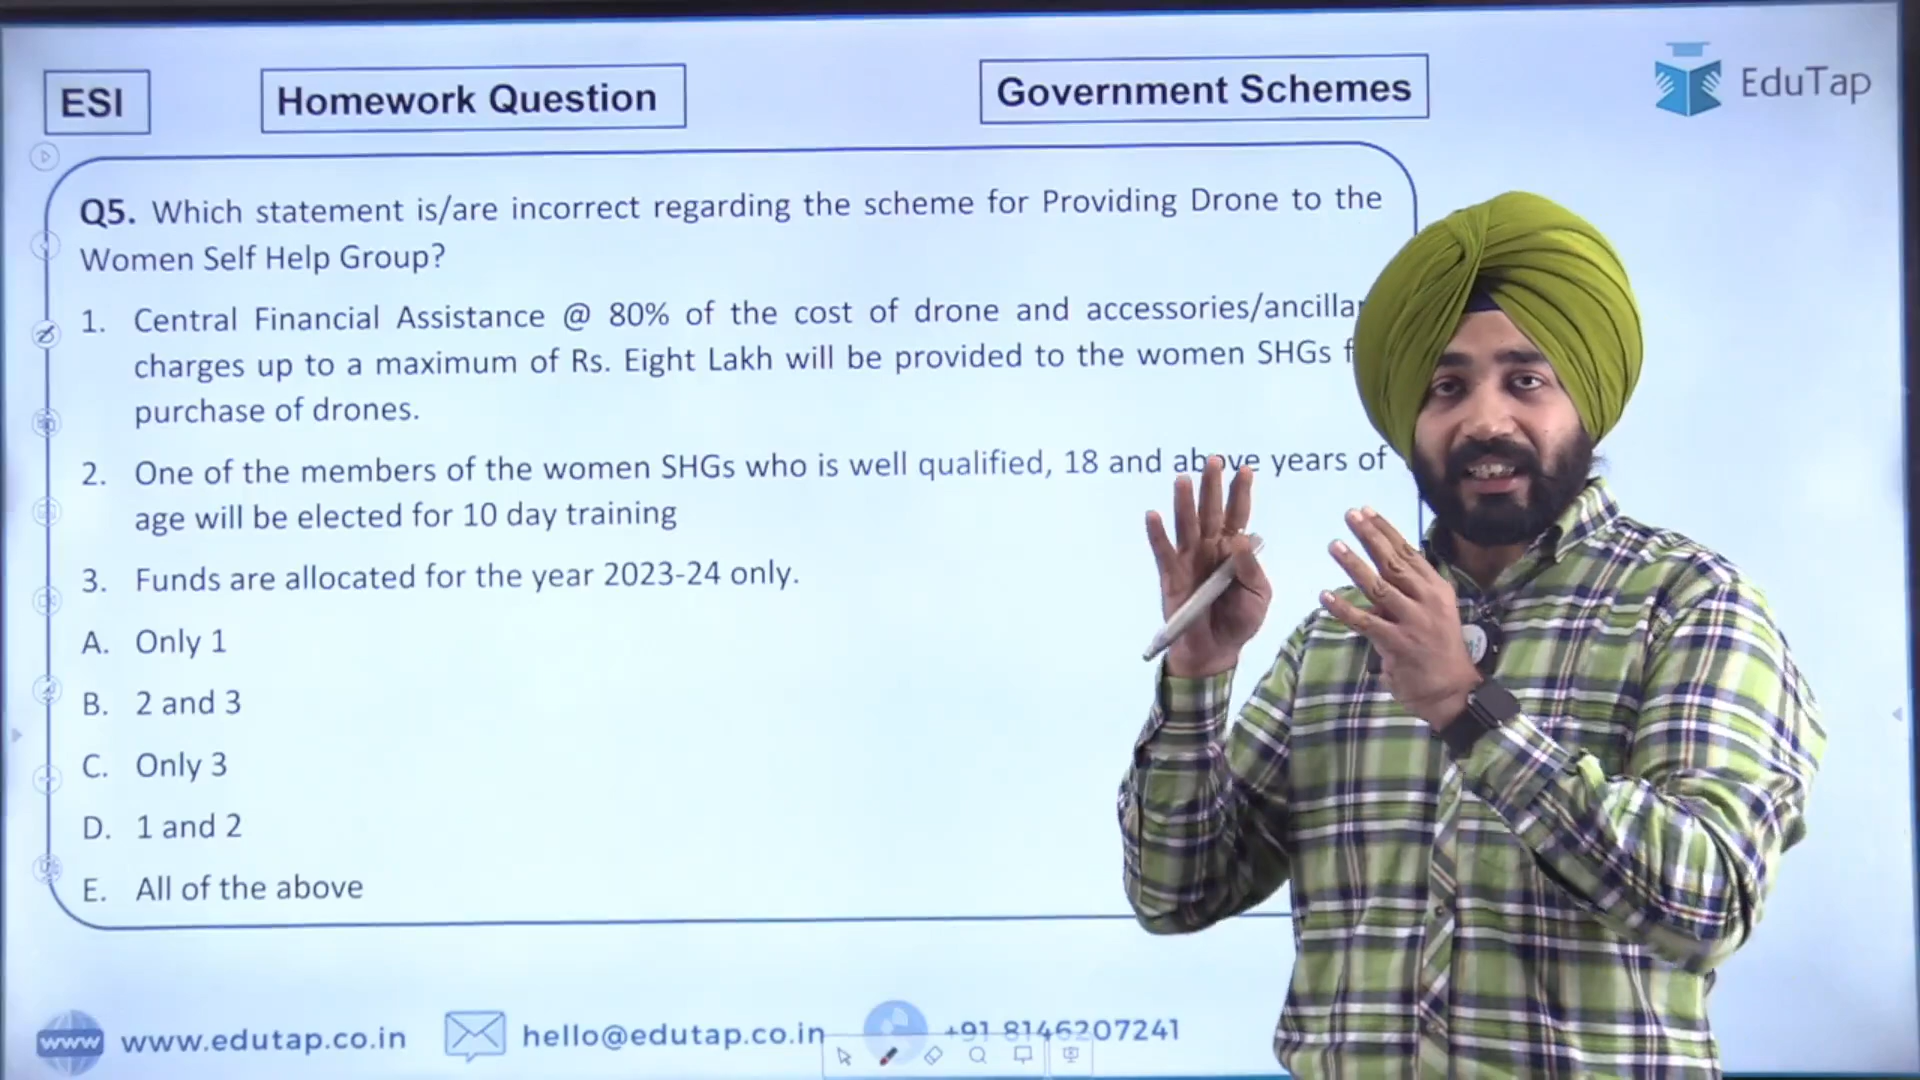 ESI
Homework Question
Government Schemes
EduTap
Q5. Which statement is/are incorrect regarding the scheme for Providing Drone to the
Women Self Help Group?
1. Central Financial Assistance @ 80% of the cost of drone and accessories/ancillar
charges up to a maximum of Rs. Eight Lakh will be provided to the women SHGs f
purchase of drones.
2. One of the members of the women SHGs who is well qualified, 18 and above years of
age will be elected for 10 day training
3. Funds are allocated for the year 2023-24 only.
A. Only 1
B. 2 and 3
C. Only 3
D. 1 and 2
E. All of the above
www
www.edutap.co.in
hello@edutap.co.in
+91 8146207241